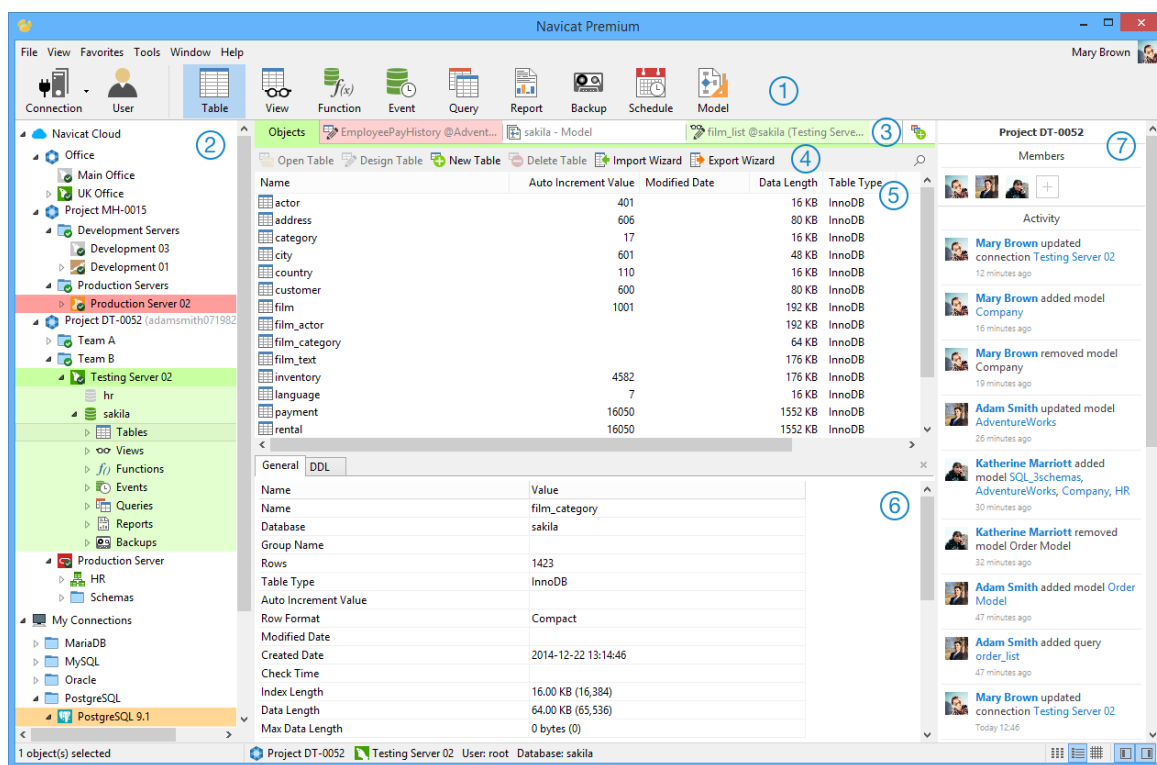 Navicat Premium
File View Favorites Tools Window Help
Mary Brown
Connection User Table View Function Event Query Report Backup Schedule Model
1
Navicat Cloud
2
Office
Main Office
UK Office
Project MH-0015
Development Servers
Development 03
Development 01
Production Servers
Production Server 02
Project DT-0052 (adamsmith071982
Team A
Team B
Testing Server 02
hr
sakila
Tables
Views
f() Functions
Events
Queries
Reports
Backups
Production Server
HR
Schemas
My Connections
MariaDB
MySQL
Oracle
PostgreSQL
PostgreSQL 9.1
Objects EmployeePayHistory @Advent... sakila - Model film_list @sakila (Testing Serve... 3
Open Table Design Table New Table Delete Table Import Wizard Export Wizard 4
Name Auto Increment Value Modified Date Data Length Table Type
5
actor 401 16 KB InnoDB
address 606 80 KB InnoDB
category 17 16 KB InnoDB
city 601 48 KB InnoDB
country 110 16 KB InnoDB
customer 600 80 KB InnoDB
film 1001 192 KB InnoDB
film_actor 192 KB InnoDB
film_category 64 KB InnoDB
film_text 176 KB InnoDB
inventory 4582 176 KB InnoDB
language 7 16 KB InnoDB
payment 16050 1552 KB InnoDB
rental 16050 1552 KB InnoDB
General DDL
Name Value
6
Name film_category
Database sakila
Group Name
Rows 1423
Table Type InnoDB
Auto Increment Value
Row Format Compact
Modified Date
Created Date 2014-12-22 13:14:46
Check Time
Index Length 16.00 KB (16,384)
Data Length 64.00 KB (65,536)
Max Data Length 0 bytes (0)
Project DT-0052
7
Members
Activity
Mary Brown updated
connection Testing Server 02
12 minutes ago
Mary Brown added model
Company
16 minutes ago
Mary Brown removed model
Company
19 minutes ago
Adam Smith updated model
AdventureWorks
26 minutes ago
Katherine Marriott added
model SQL_3schemas,
AdventureWorks, Company, HR
30 minutes ago
Katherine Marriott removed
model Order Model
32 minutes ago
Adam Smith added model Order
Model
47 minutes ago
Adam Smith added query
order_list
47 minutes ago
Mary Brown updated
connection Testing Server 02
Today 12:46
1 object(s) selected
Project DT-0052 Testing Server 02 User: root Database: sakila